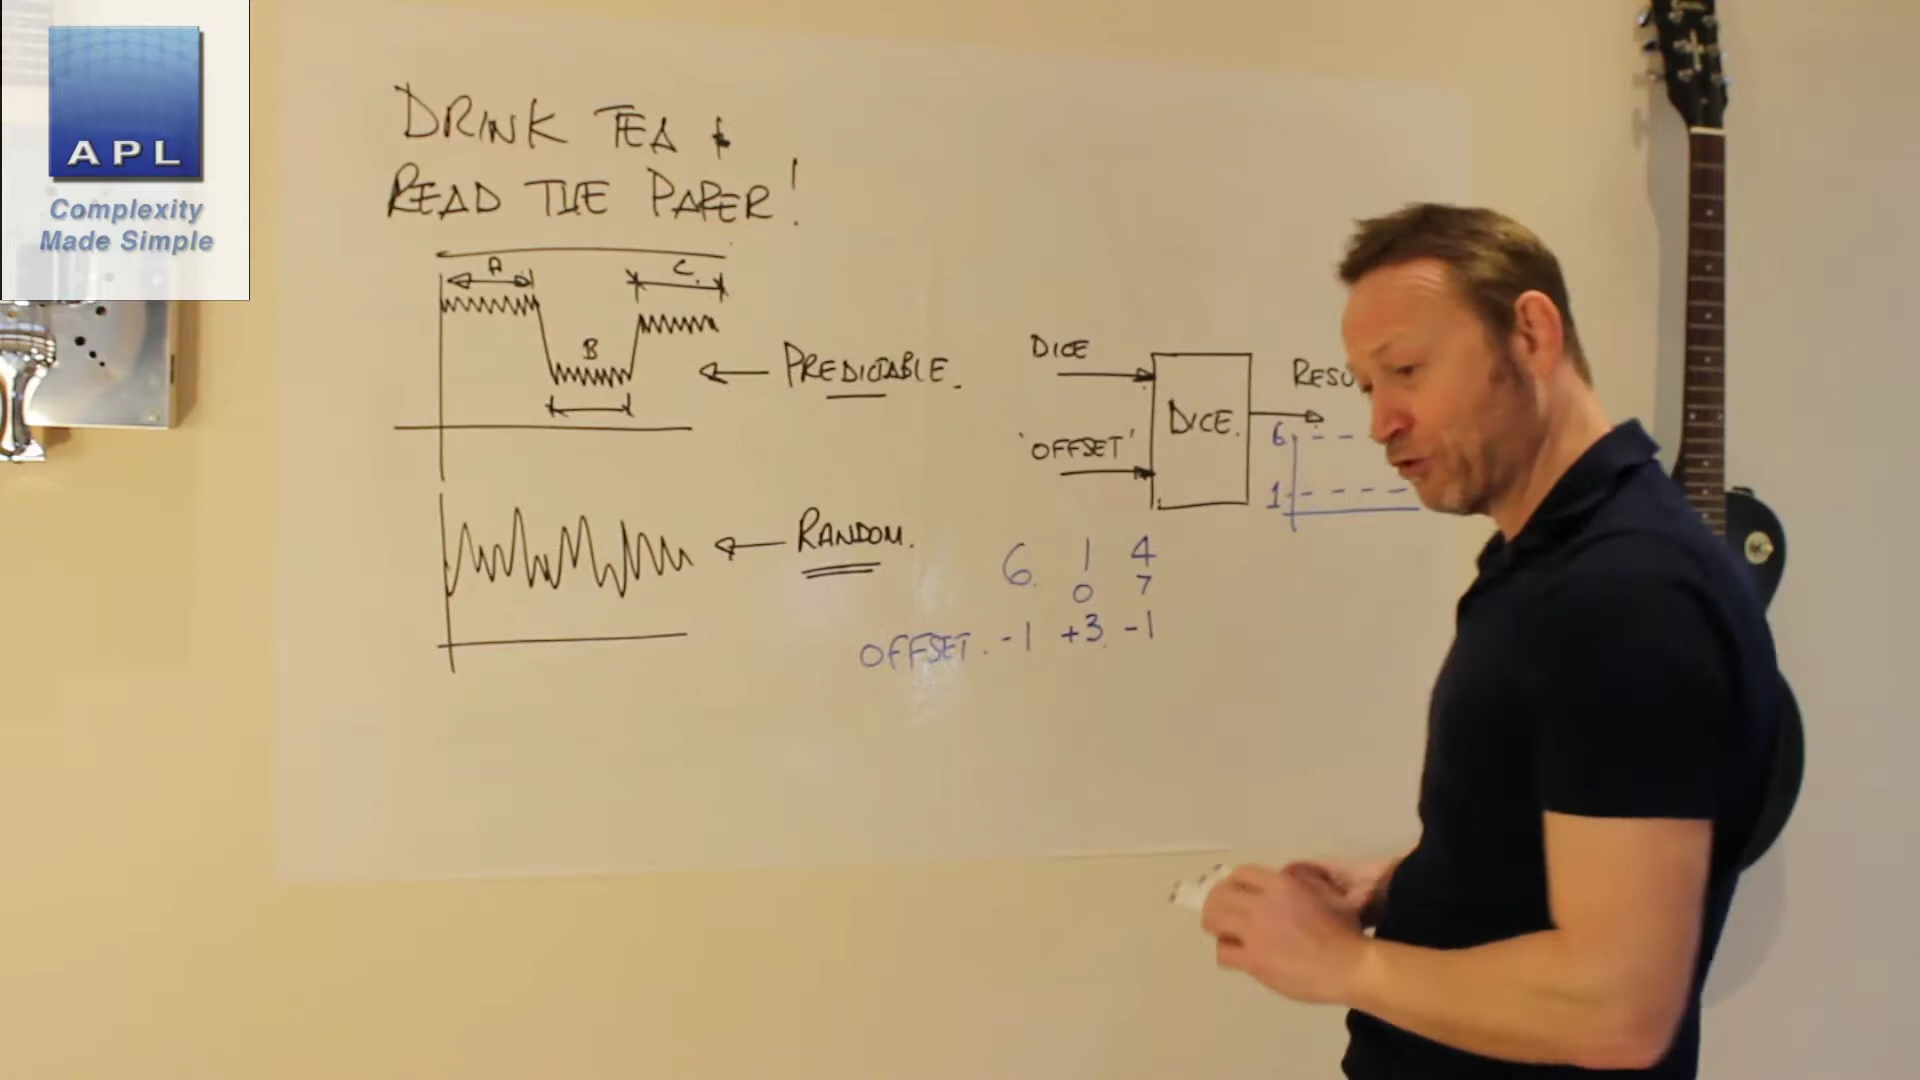 APL
Complexity
Made Simple
DRINK TEA &
READ THE PAPER!
A
C.
B
PREDICTABLE.
RANDOM.
DICE
'OFFSET'
DICE.
RESU
6
1
6. 1 4
0 7
OFFSET. -1 +3. -1